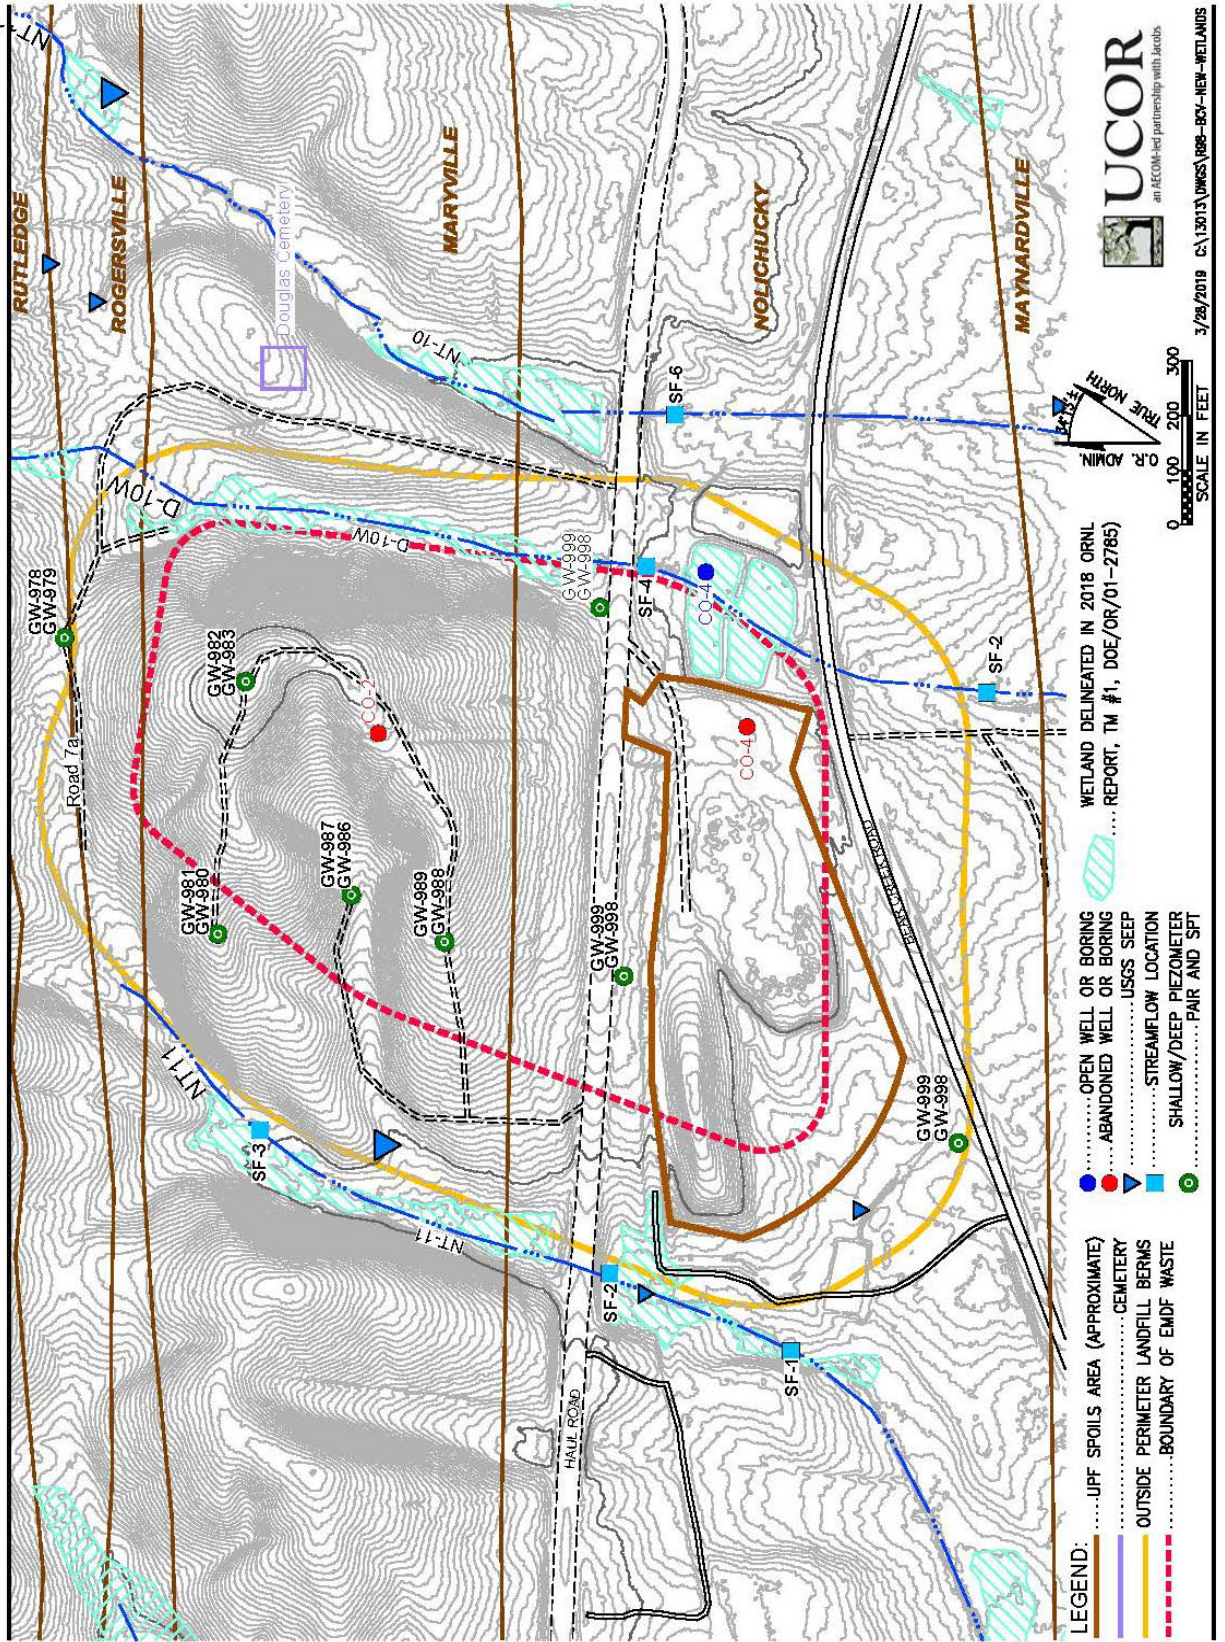 NT-1
RUTLEDGE
ROGERSVILLE
Douglas Cemetery
MARYVILLE
NT-10
NOLICHUCKY
MAYNARDVILLE
SF-6
D-10W
D-10W
GW-978
GW-979
Road 7a
GW-982
GW-983
CO-2
GW-981
GW-980
GW-987
GW-986
GW-989
GW-988
GW-999
GW-998
SF-4
CO-4
CO-4
SF-2
GW-999
GW-998
BEAR CREEK ROAD
NT11
SF-3
NT-11
SF-2
SF-1
GW-999
GW-998
HAUL ROAD
LEGEND:
UPF SPOILS AREA (APPROXIMATE)
CEMETERY
OUTSIDE PERIMETER LANDFILL BERMS
BOUNDARY OF EMDF WASTE
OPEN WELL OR BORING
ABANDONED WELL OR BORING
USGS SEEP
STREAMFLOW LOCATION
SHALLOW/DEEP PIEZOMETER
PAIR AND SPT
WETLAND DELINEATED IN 2018 ORNL
REPORT, TM #1, DOE/OR/01-2785)
O.R. ADMIN.
TRUE NORTH
0 100 200 300
SCALE IN FEET
UCOR
an AECOM-led partnership with Jacobs
3/28/2019 C:\13013\DWGS\R98-BCV-NEW-WETLANDS